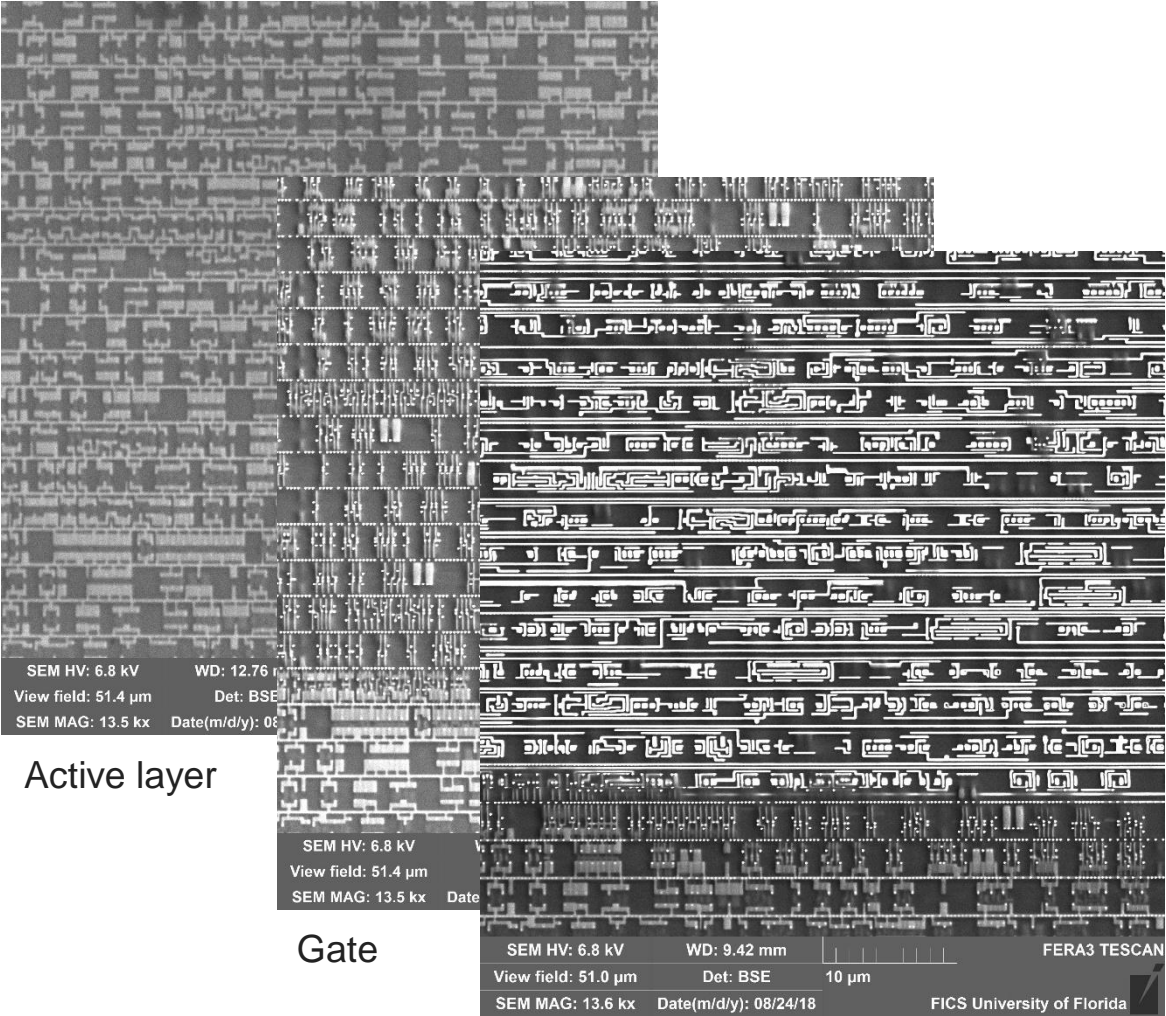 SEM HV: 6.8 kV WD: 12.76
View field: 51.4 µm Det: BSE
SEM MAG: 13.5 kx Date(m/d/y):
Active layer
SEM HV: 6.8 kV
View field: 51.4 µm
SEM MAG: 13.5 kx
Gate
SEM HV: 6.8 kV WD: 9.42 mm FERA3 TESCAN
View field: 51.0 µm Det: BSE 10 µm
SEM MAG: 13.6 kx Date(m/d/y): 08/24/18 FICS University of Florida